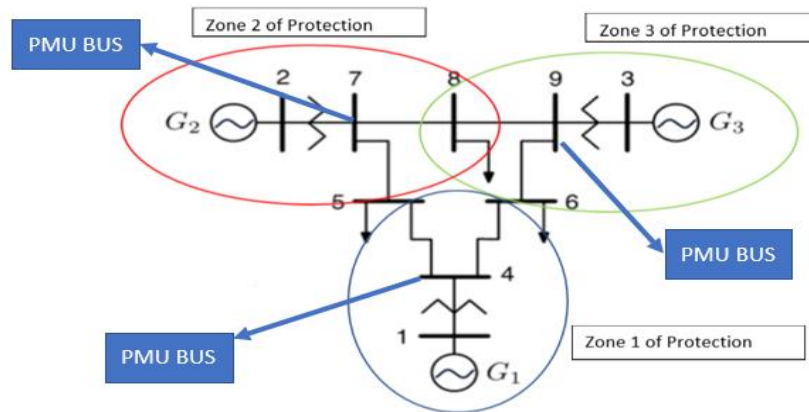 Zone 2 of Protection
Zone 3 of Protection
PMU BUS
2
7
8
9
3
G2
G3
5
6
PMU BUS
4
PMU BUS
1
Zone 1 of Protection
G1